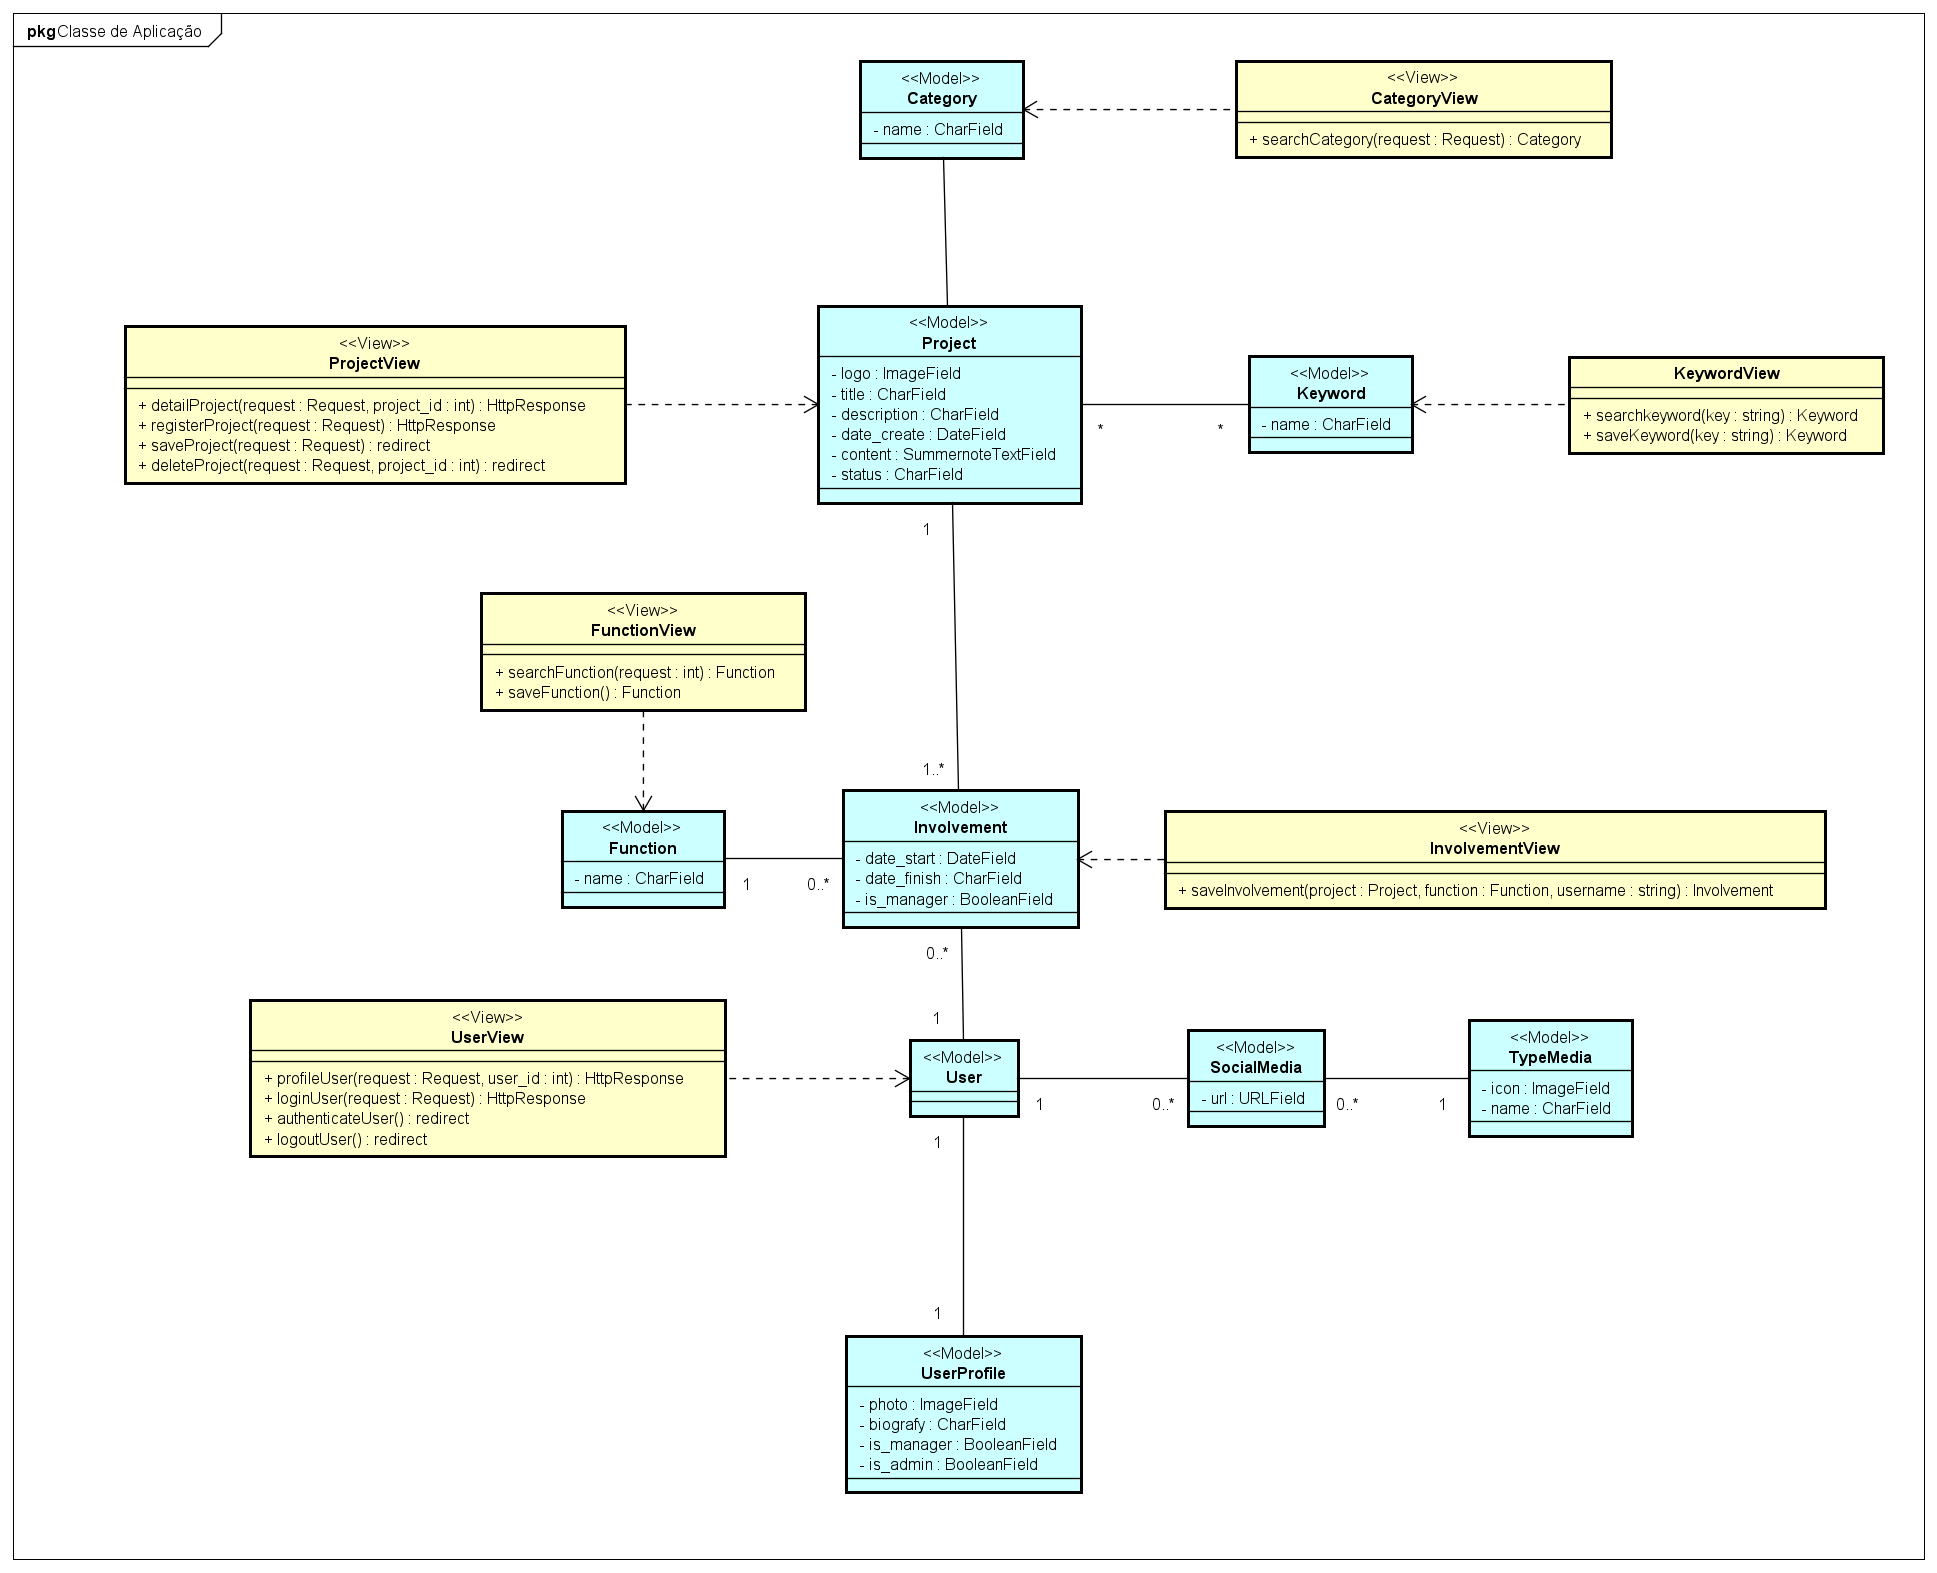 pkg Classe de Aplicação
<<Model>>
Category
- name : CharField
<<View>>
CategoryView
+ searchCategory(request : Request) : Category
<<View>>
ProjectView
+ detailProject(request : Request, project_id : int) : HttpResponse
+ registerProject(request : Request) : HttpResponse
+ saveProject(request : Request) : redirect
+ deleteProject(request : Request, project_id : int) : redirect
<<Model>>
Project
- logo : ImageField
- title : CharField
- description : CharField
- date_create : DateField
- content : SummernoteTextField
- status : CharField
*
*
<<Model>>
Keyword
- name : CharField
KeywordView
+ searchkeyword(key : string) : Keyword
+ saveKeyword(key : string) : Keyword
1
1..*
<<View>>
FunctionView
+ searchFunction(request : int) : Function
+ saveFunction() : Function
<<Model>>
Function
- name : CharField
1
0..*
<<Model>>
Involvement
- date_start : DateField
- date_finish : CharField
- is_manager : BooleanField
<<View>>
InvolvementView
+ saveInvolvement(project : Project, function : Function, username : string) : Involvement
0..*
1
<<View>>
UserView
+ profileUser(request : Request, user_id : int) : HttpResponse
+ loginUser(request : Request) : HttpResponse
+ authenticateUser() : redirect
+ logoutUser() : redirect
<<Model>>
User
1
0..*
<<Model>>
SocialMedia
- url : URLField
0..*
1
<<Model>>
TypeMedia
- icon : ImageField
- name : CharField
1
1
<<Model>>
UserProfile
- photo : ImageField
- biografy : CharField
- is_manager : BooleanField
- is_admin : BooleanField